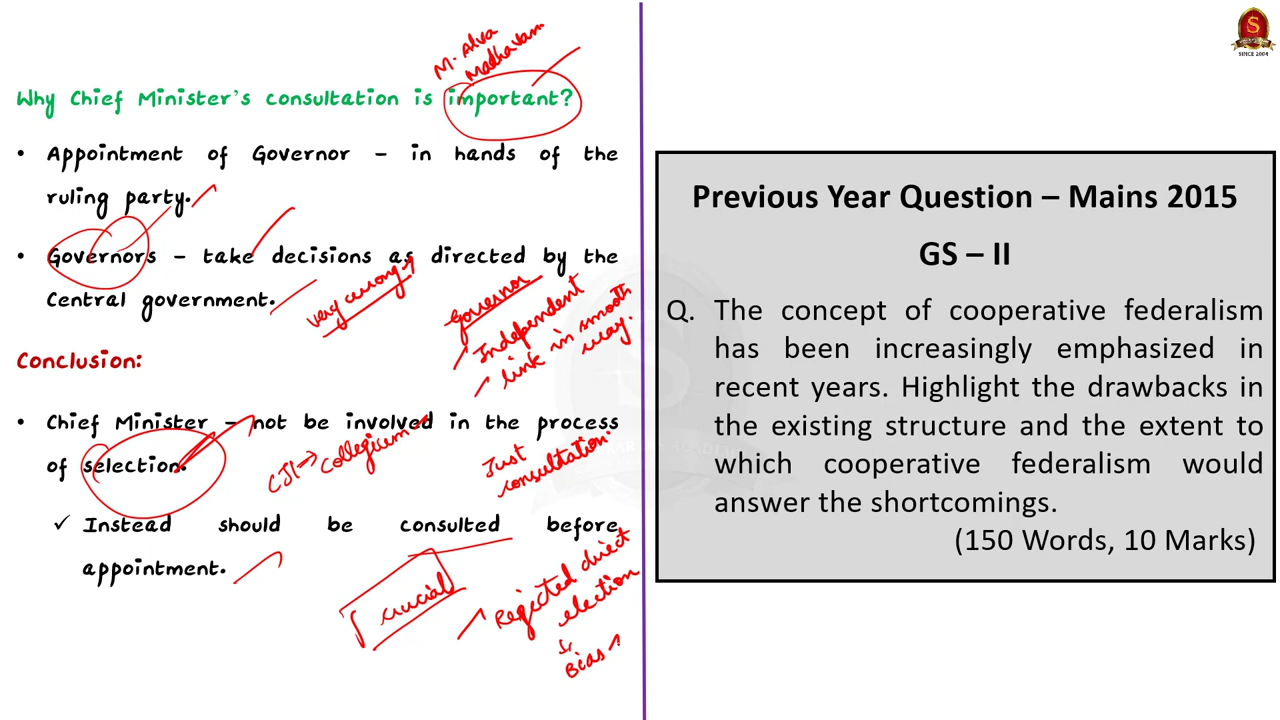 M. Alva
Madhavan
Why Chief Minister's consultation is important?
• Appointment of Governor – in hands of the
ruling party.
• Governors – take decisions as directed by the
Central government.
very wrong
Governor
Independent
link in smooth
way.
Conclusion:
• Chief Minister – not be involved in the process
of selection.
CJI → Collegium
Just
consultation
✓ Instead should be consulted before
appointment.
crucial
Rejected direct
election
↓
Bias
S
SINCE 2004
Previous Year Question – Mains 2015
GS – II
Q. The concept of cooperative federalism
has been increasingly emphasized in
recent years. Highlight the drawbacks in
the existing structure and the extent to
which cooperative federalism would
answer the shortcomings.
(150 Words, 10 Marks)